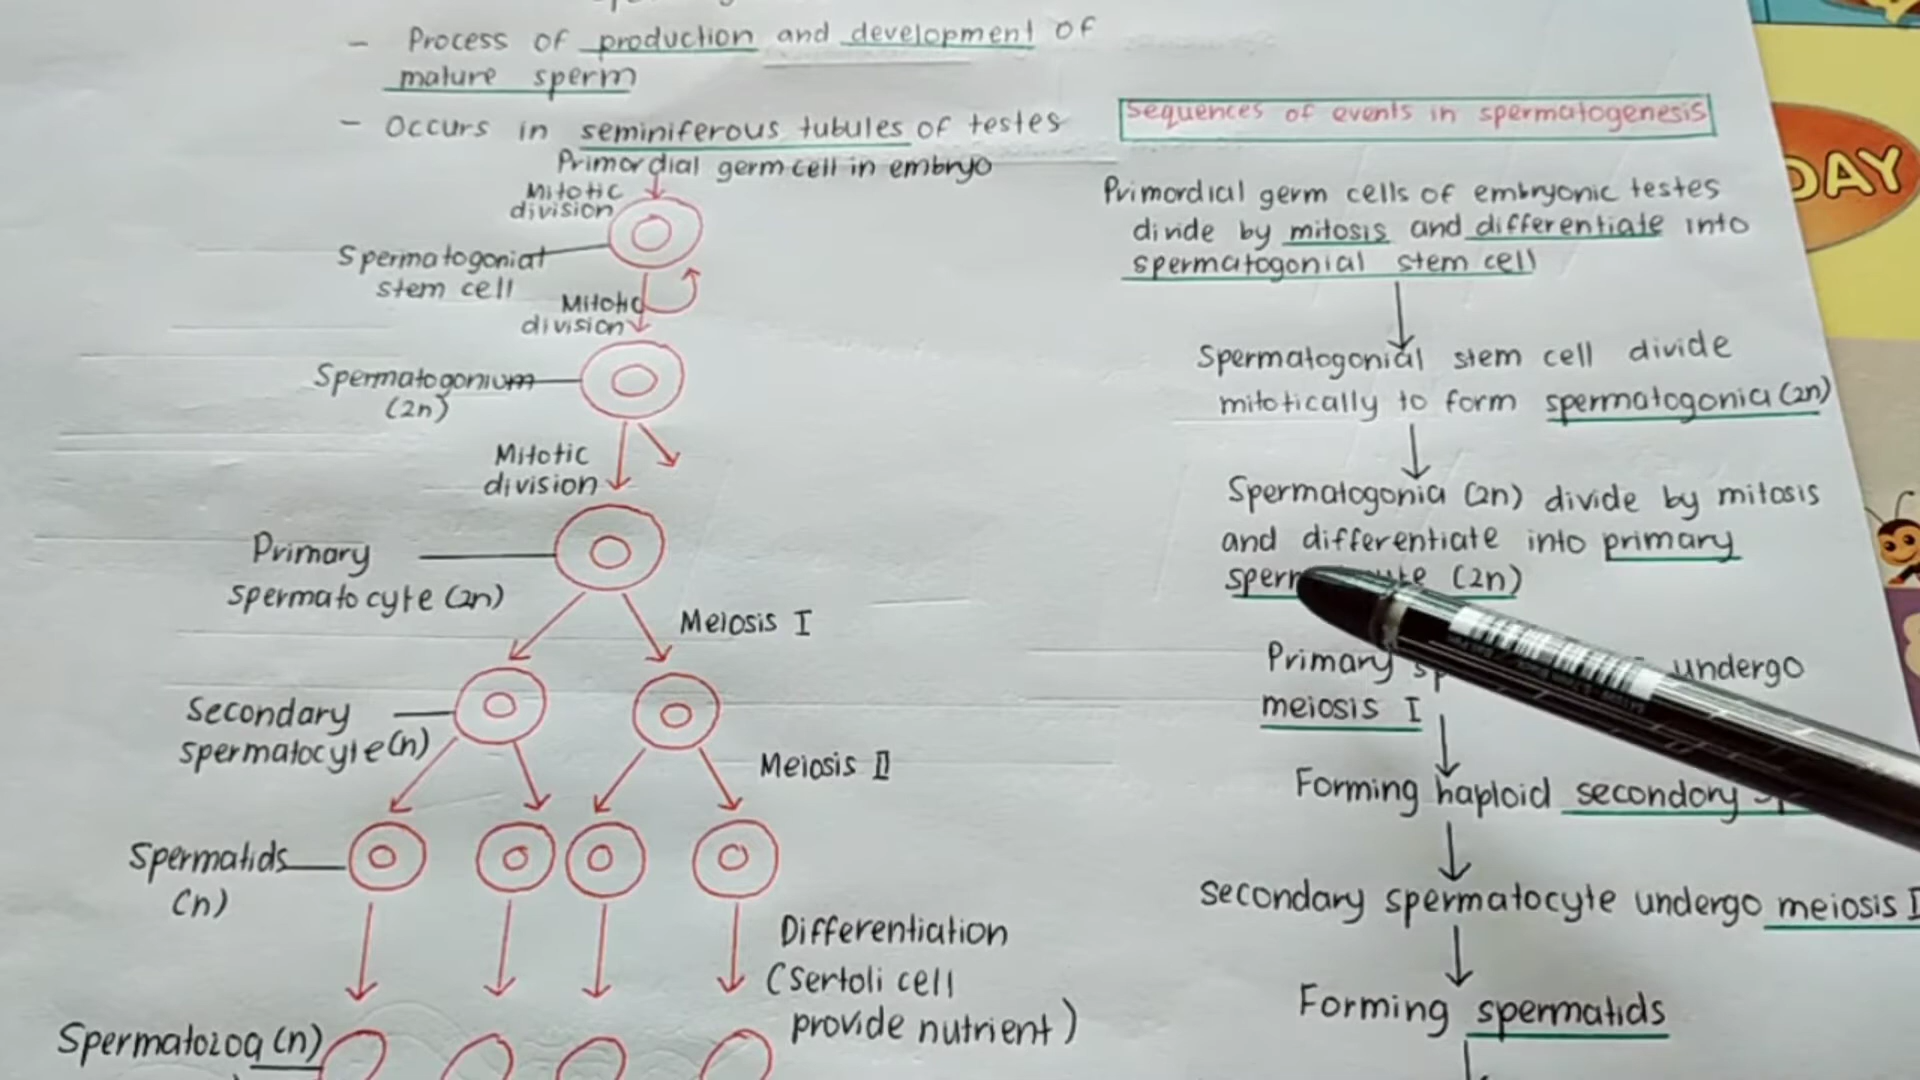 - Process of production and development of
mature sperm
- Occurs in seminiferous tubules of testes
Primordial germ cell in embryo
Mitotic
division
Spermatogonial
stem cell
Mitotic
division
Spermatogonium
(2n)
Mitotic
division
Primary
spermatocyte (2n)
Meiosis I
Secondary
spermatocyte (n)
Meiosis II
Spermatids
(n)
Differentiation
(Sertoli cell
provide nutrient)
Spermatozoa (n)
Sequences of events in spermatogenesis
Primordial germ cells of embryonic testes
divide by mitosis and differentiate into
spermatogonial stem cell
Spermatogonial stem cell divide
mitotically to form spermatogonia (2n)
Spermatogonia (2n) divide by mitosis
and differentiate into primary
(2n)
Primary undergo
meiosis I
Forming haploid secondory
Secondary spermatocyte undergo meiosis I
Forming spermatids
DAY